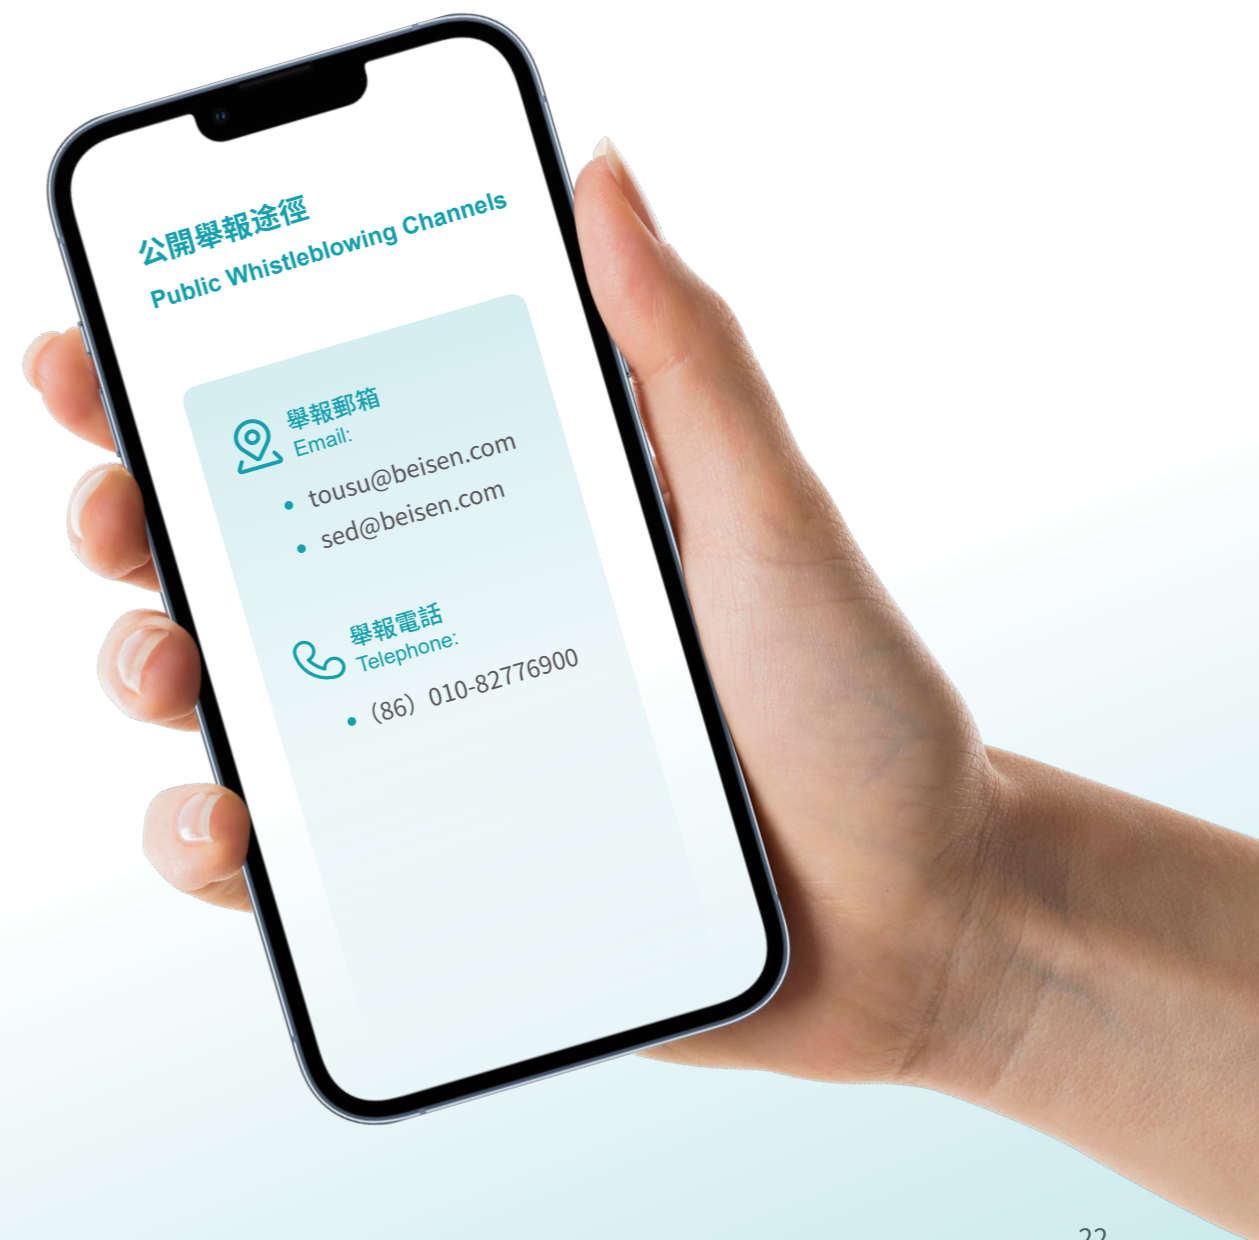 公開舉報途徑
Public Whistleblowing Channels
舉報郵箱
Email:
• tousu@beisen.com
• sed@beisen.com
舉報電話
Telephone:
• （86）010-82776900
22